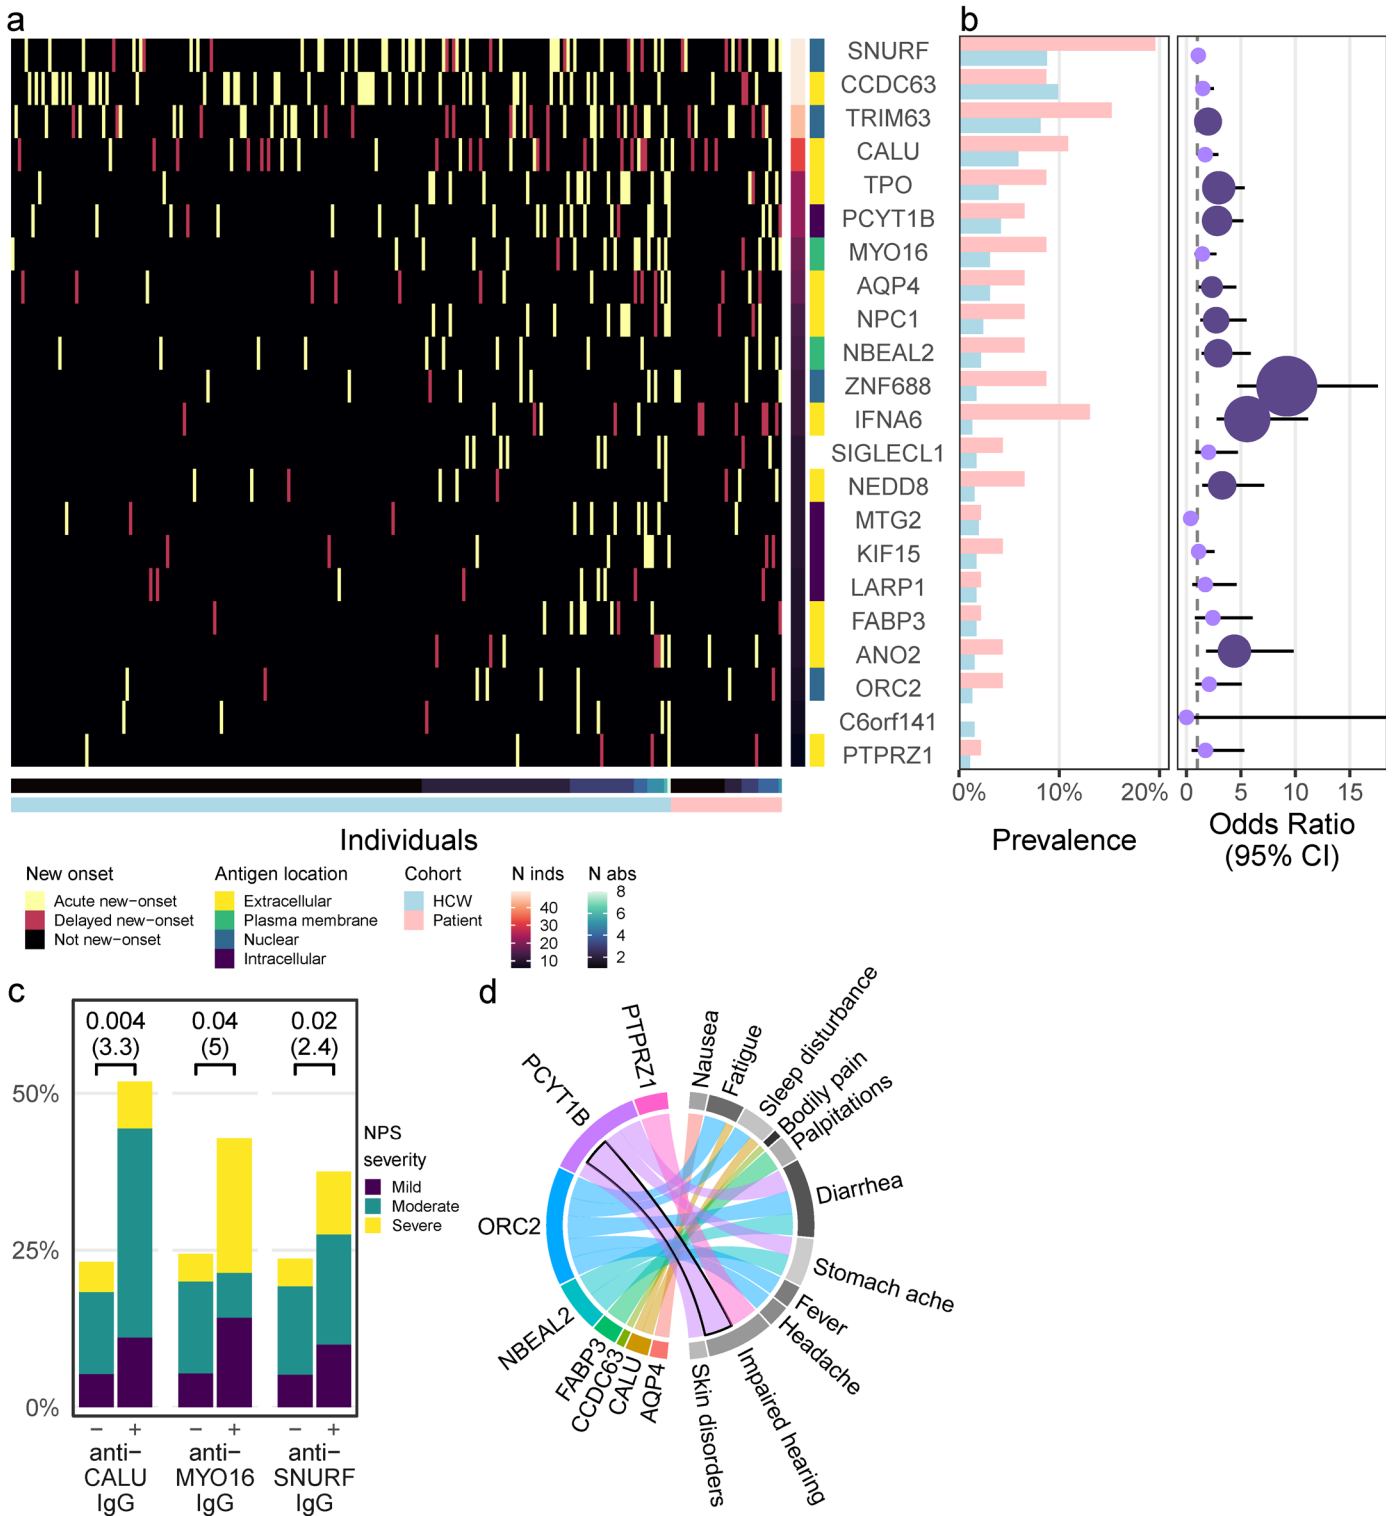 a
b
SNURF
CCDC63
TRIM63
CALU
TPO
PCYT1B
MYO16
AQP4
NPC1
NBEAL2
ZNF688
IFNA6
SIGLECL1
NEDD8
MTG2
KIF15
LARP1
FABP3
ANO2
ORC2
C6orf141
PTPRZ1
0% 10% 20%
0 5 10 15
Individuals
Prevalence
Odds Ratio
(95% CI)
New onset
Acute new-onset
Delayed new-onset
Not new-onset
Antigen location
Extracellular
Plasma membrane
Nuclear
Intracellular
Cohort
HCW
Patient
N inds
40
30
20
10
N abs
8
6
4
2
c
0.004
(3.3)
0.04
(5)
0.02
(2.4)
50%
25%
0%
− + − + − +
anti−
CALU
IgG
anti−
MYO16
IgG
anti−
SNURF
IgG
NPS
severity
Mild
Moderate
Severe
d
PTPRZ1
PCYT1B
ORC2
NBEAL2
FABP3
CCDC63
CALU
AQP4
Nausea
Fatigue
Sleep disturbance
Bodily pain
Palpitations
Diarrhea
Stomach ache
Fever
Headache
Impaired hearing
Skin disorders